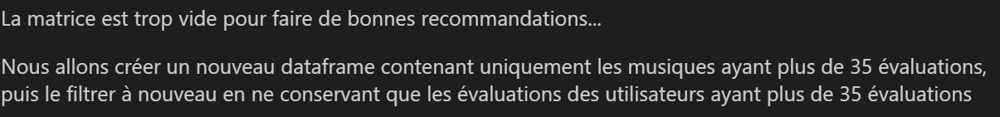 La matrice est trop vide pour faire de bonnes recommandations...
Nous allons créer un nouveau dataframe contenant uniquement les musiques ayant plus de 35 évaluations,
puis le filtrer à nouveau en ne conservant que les évaluations des utilisateurs ayant plus de 35 évaluations